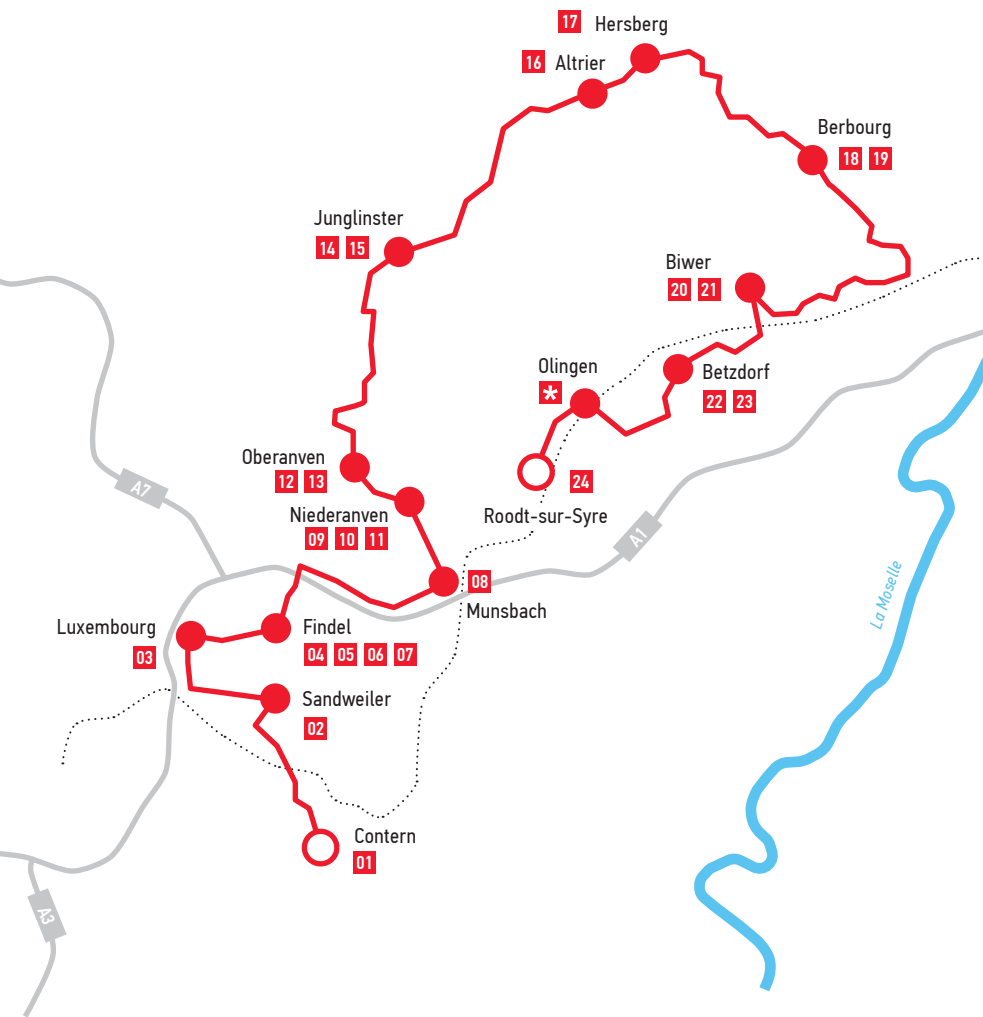 17 Hersberg
16 Altrier
Berbourg
18 19
Junglinster
14 15
Biwer
20 21
Olingen
*
Betzdorf
22 23
Oberanven
12 13
24
Roodt-sur-Syre
A7
Niederanven
09 10 11
A1
08
Munsbach
La Moselle
Luxembourg
03
Findel
04 05 06 07
Sandweiler
02
Contern
01
A3